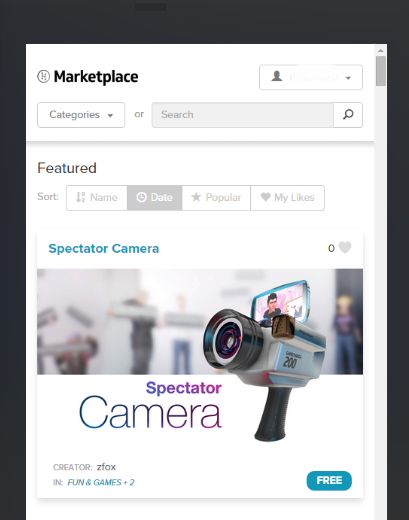 Marketplace
Categories or Search
Featured
Sort: Name Date Popular My Likes
Spectator Camera 0
Spectator
Camera
200
CREATOR: zfox
IN: FUN & GAMES + 2
FREE